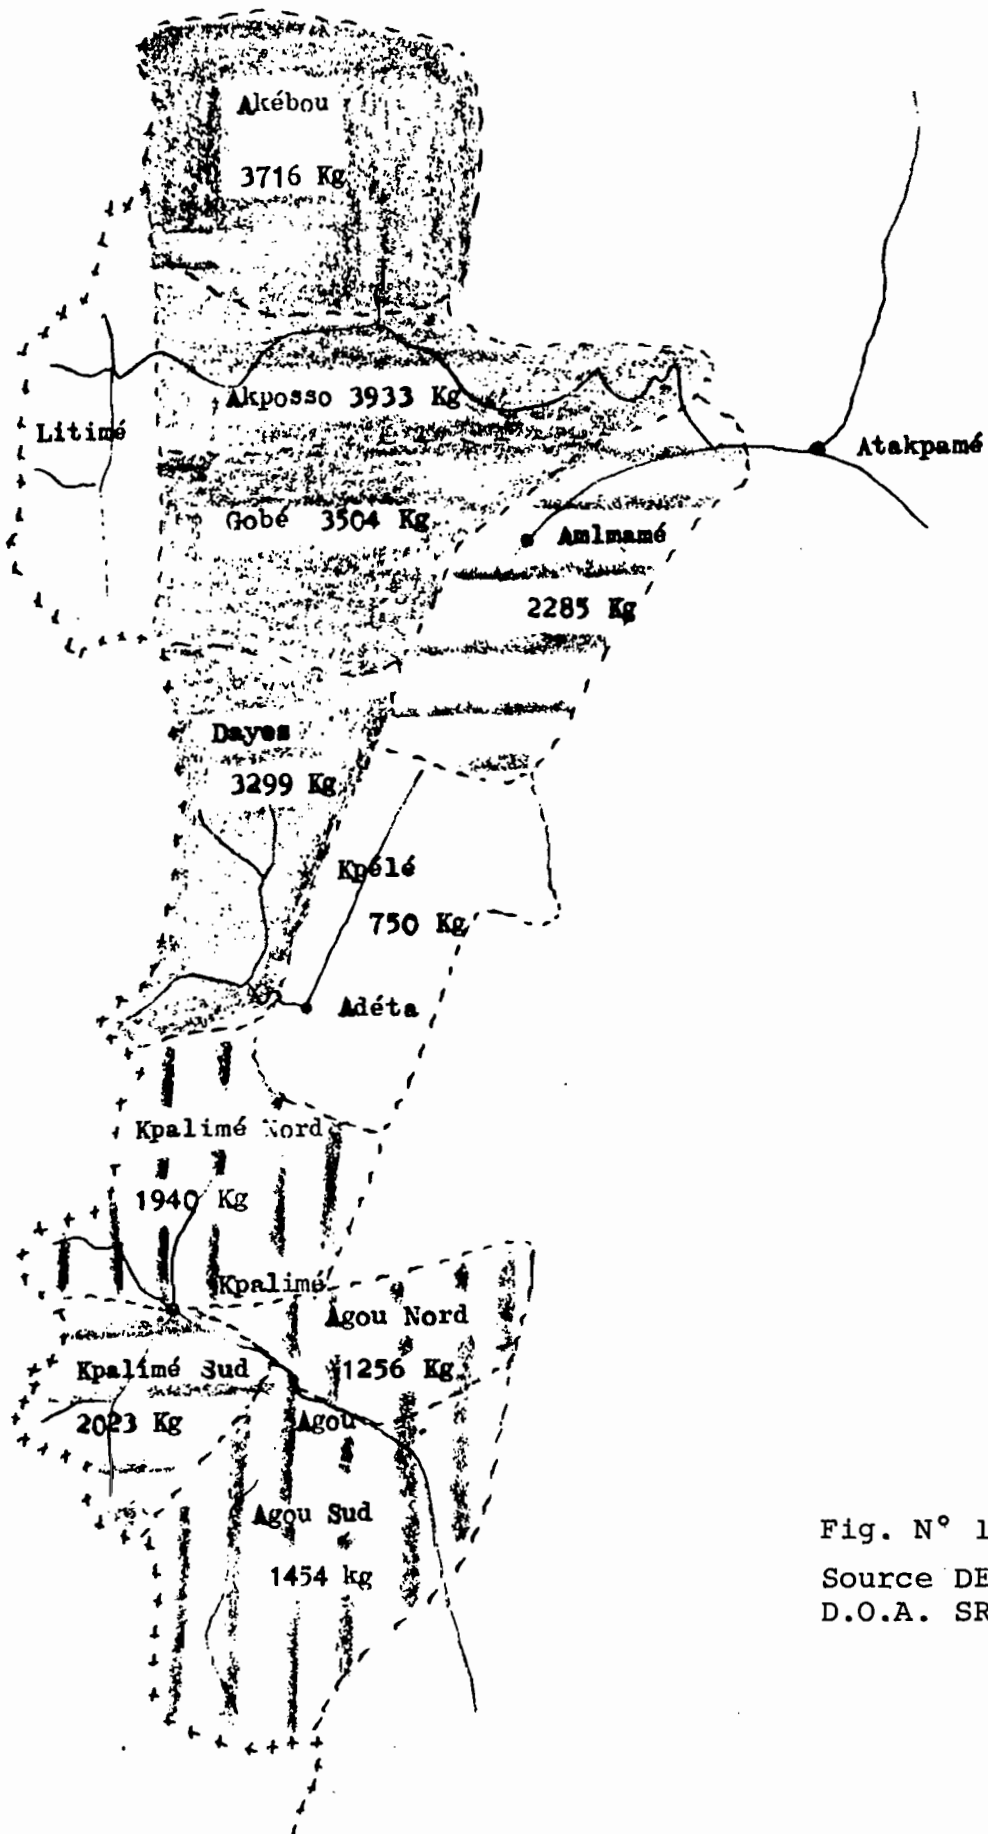 Akébou
3716 Kg
Akposso 3933 Kg
Litimé
Atakpamé
Gobé 3504 Kg
Amlmamé
2285 Kg
Dayes
3299 Kg
Kpélé
750 Kg
Adéta
Kpalimé Nord
1940 Kg
Kpalimé
Agou Nord
1256 Kg
Kpalimé Sud
2023 Kg
Agou
Agou Sud
1454 kg
Fig. N° 1
Source DE
D.O.A. SR